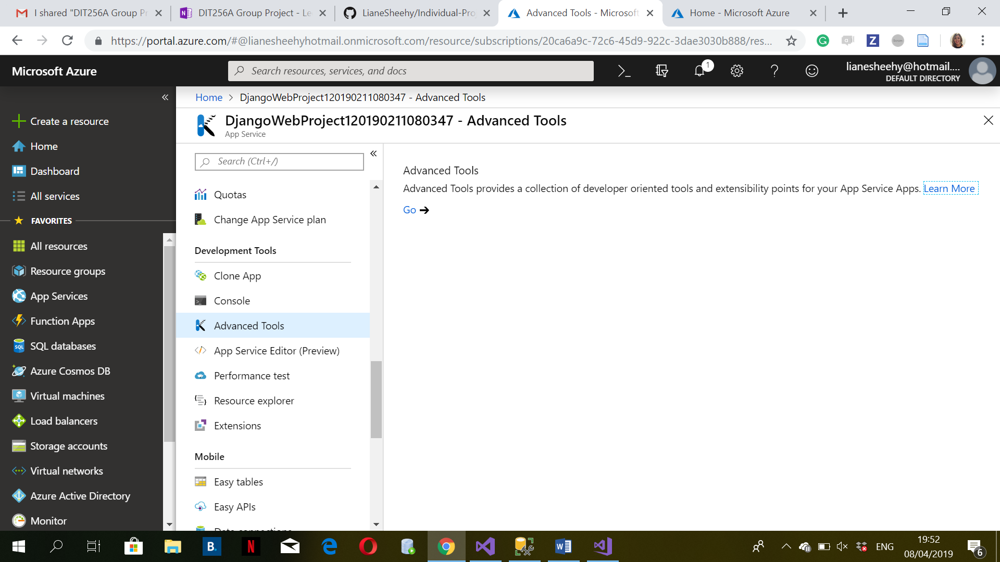 I shared "DIT256A Group Pr
DIT256A Group Project - Le
LianeSheehy/Individual-Pro
Advanced Tools - Microsoft
Home - Microsoft Azure
https://portal.azure.com/#@lianesheehyhotmail.onmicrosoft.com/resource/subscriptions/20ca6a9c-72c6-45d9-922c-3dae3030b888/res...
Microsoft Azure
Search resources, services, and docs
1
lianesheehy@hotmail....
DEFAULT DIRECTORY
Create a resource
Home
Dashboard
All services
FAVORITES
All resources
Resource groups
App Services
Function Apps
SQL databases
Azure Cosmos DB
Virtual machines
Load balancers
Storage accounts
Virtual networks
Azure Active Directory
Monitor
Home > DjangoWebProject120190211080347 - Advanced Tools
DjangoWebProject120190211080347 - Advanced Tools
App Service
Search (Ctrl+/)
Quotas
Change App Service plan
Development Tools
Clone App
Console
Advanced Tools
App Service Editor (Preview)
Performance test
Resource explorer
Extensions
Mobile
Easy tables
Easy APIs
Data connections
Advanced Tools
Advanced Tools provides a collection of developer oriented tools and extensibility points for your App Service Apps. Learn More
Go
ENG
19:52
08/04/2019
6